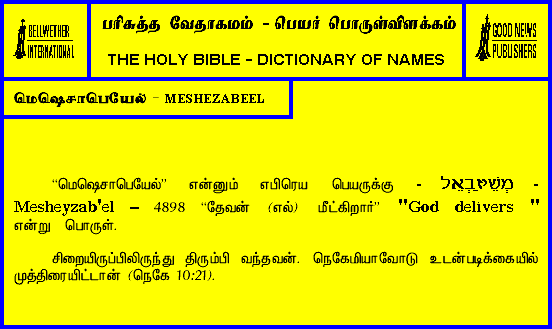 BELLWETHER
INTERNATIONAL
பரிசுத்த வேதாகமம் - பெயர் பொருள்விளக்கம்
THE HOLY BIBLE - DICTIONARY OF NAMES
GOOD NEWS
PUBLISHERS
மெஷெசாபெயேல் - MESHEZABEEL
“மெஷெசாபெயேல்” என்னும் எபிரெய பெயருக்கு - מְשֵׁיזַבְאֵל -
Mesheyzab'el – 4898 “தேவன் (எல்) மீட்கிறார்” "God delivers "
என்று பொருள்.
சிறையிருப்பிலிருந்து திரும்பி வந்தவன். நெகேமியாவோடு உடன்படிக்கையில்
முத்திரையிட்டான் (நெகே 10:21).